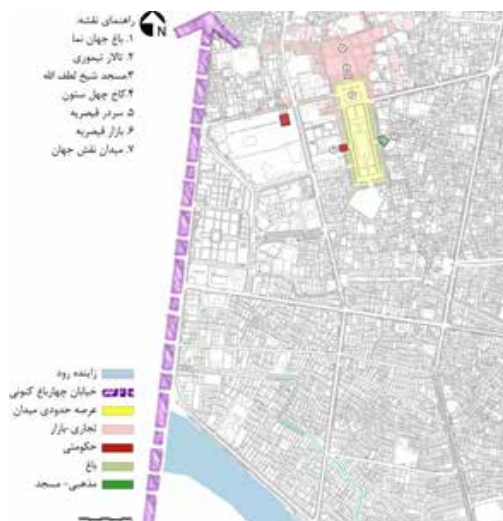 راهنمای نقشه:
۱. باغ جهان نما
۲. تالار تیموری
۳مسجد شیخ لطف الله
۴.کاخ چهل ستون
۵. سردر قیصریه
۶. بازار قیصریه
۷. میدان نقش جهان
N
زاینده رود
خیابان چهارباغ کنونی
عرصه حدودی میدان
تجاری-بازار
حکومتی
باغ
مذهبی- مسجد